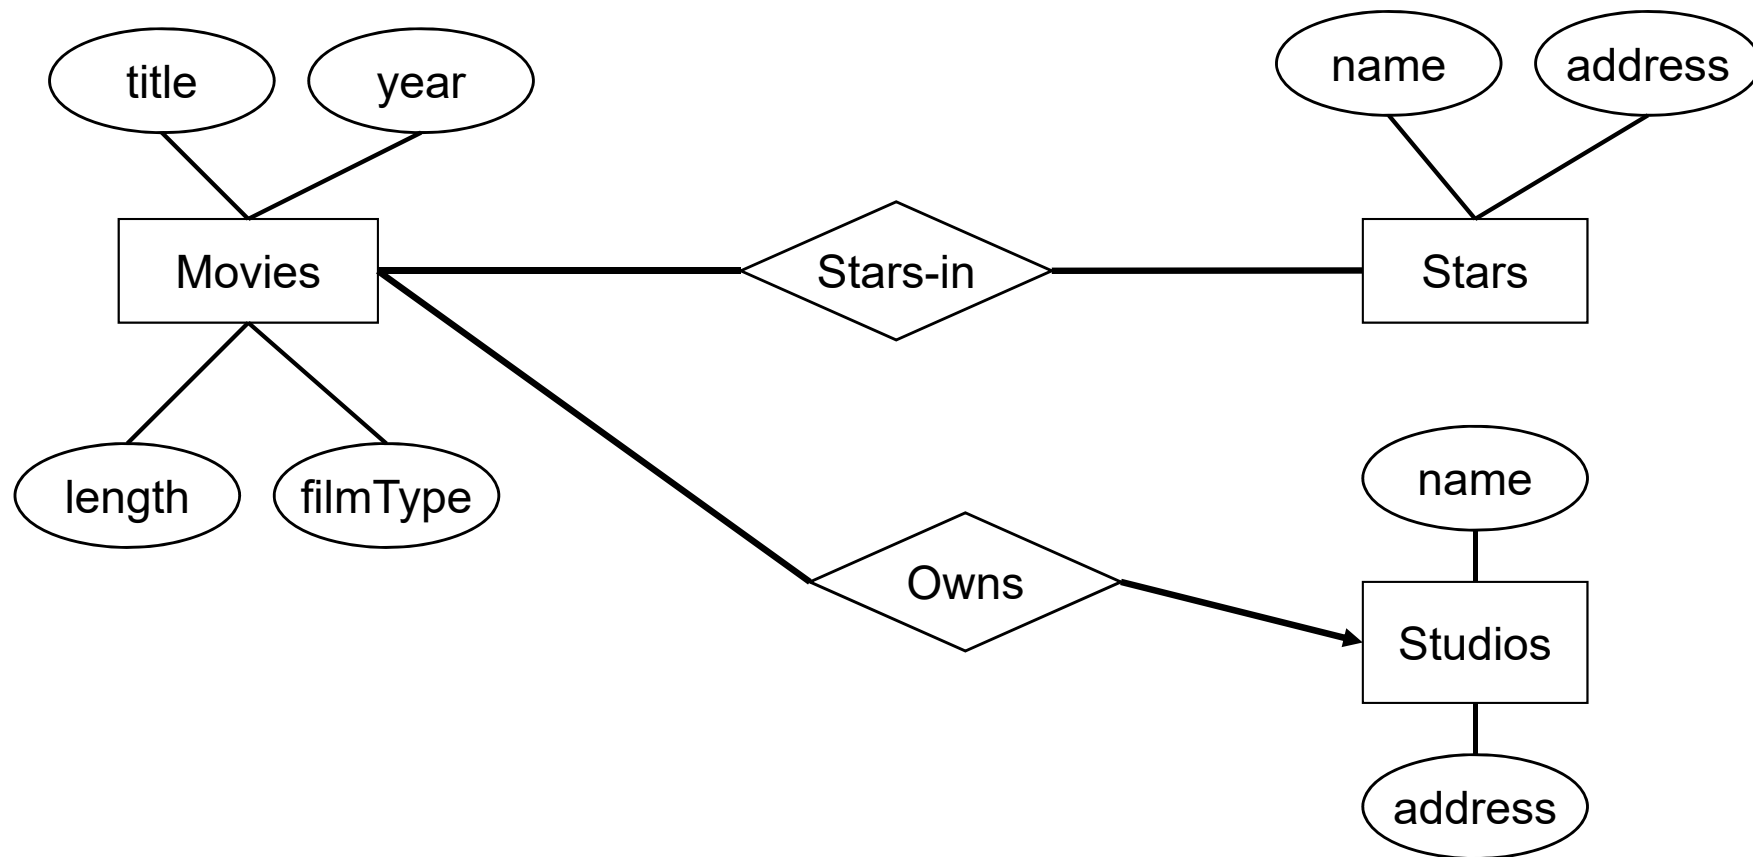 title
year
name
address
Movies
Stars-in
Stars
length
filmType
name
Owns
Studios
address